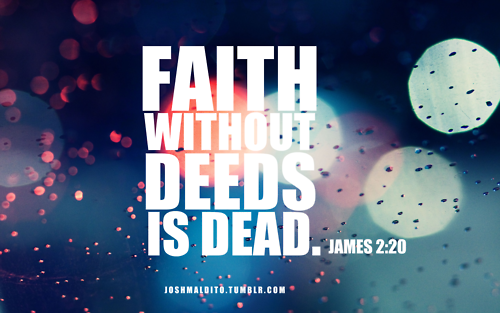 FAITH
WITHOUT
DEEDS
IS DEAD. JAMES 2:20
JOSHMALDITO.TUMBLR.COM